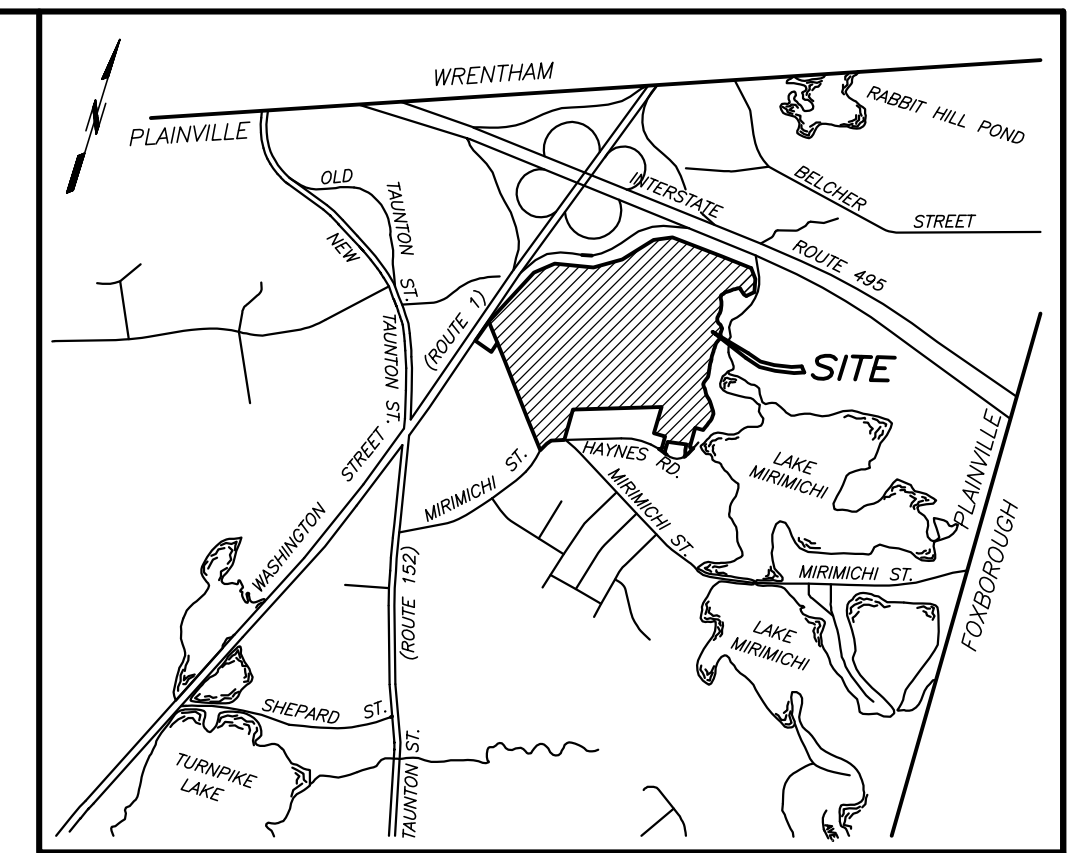 WRENTHAM
PLAINVILLE
RABBIT HILL POND
OLD
TAUNTON ST.
NEW
TAUNTON ST.
INTERSTATE
ROUTE 495
BELCHER
STREET
(ROUTE 1)
SITE
WASHINGTON STREET
MIRIMICHI ST.
HAYNES RD.
MIRIMICHI ST.
LAKE
MIRIMICHI
PLAINVILLE
FOXBOROUGH
(ROUTE 152)
MIRIMICHI ST.
LAKE
MIRIMICHI
SHEPARD ST.
TURNPIKE
LAKE
TAUNTON ST.
AVE